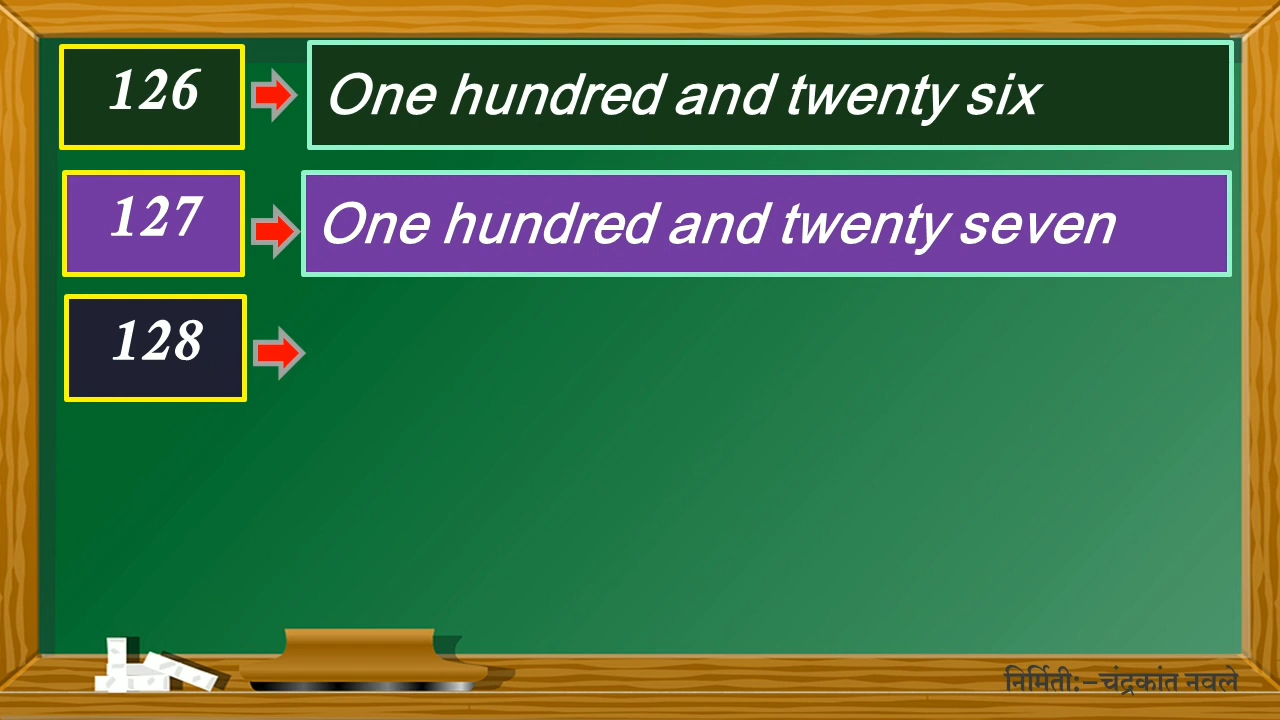 126 One hundred and twenty six
127 One hundred and twenty seven
128
निर्मिती:-चंद्रकांत नवले